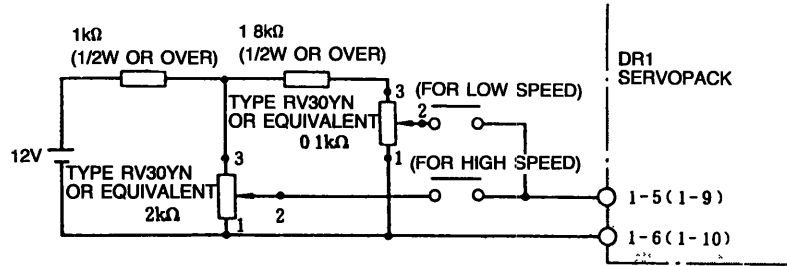 1kΩ
(1/2W OR OVER)
1 8kΩ
(1/2W OR OVER)
DR1
SERVOPACK
3
(FOR LOW SPEED)
TYPE RV30YN
OR EQUIVALENT
0 1kΩ
2
1
(FOR HIGH SPEED)
12V
3
TYPE RV30YN
OR EQUIVALENT
2kΩ
2
1
1-5(1-9)
1-6(1-10)